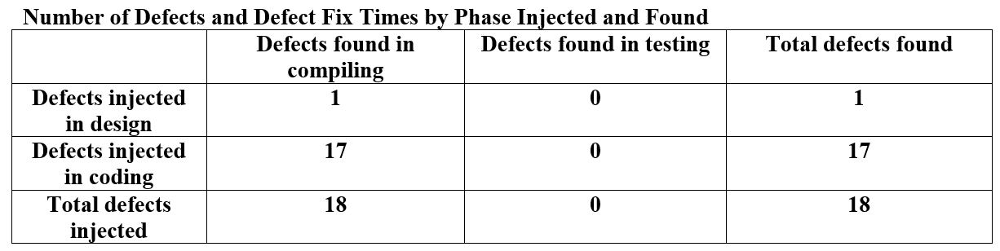 Number of Defects and Defect Fix Times by Phase Injected and Found
Defects found in compiling Defects found in testing Total defects found
Defects injected in design 1 0 1
Defects injected in coding 17 0 17
Total defects injected 18 0 18